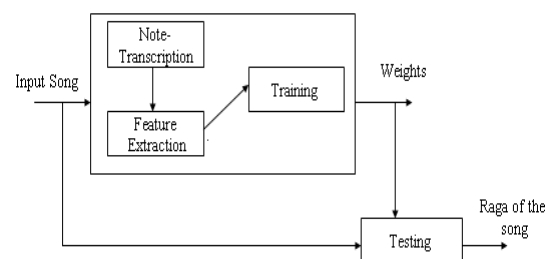 Note-
Transcription
Input Song
Weights
Training
Feature
Extraction
Raga of the
song
Testing